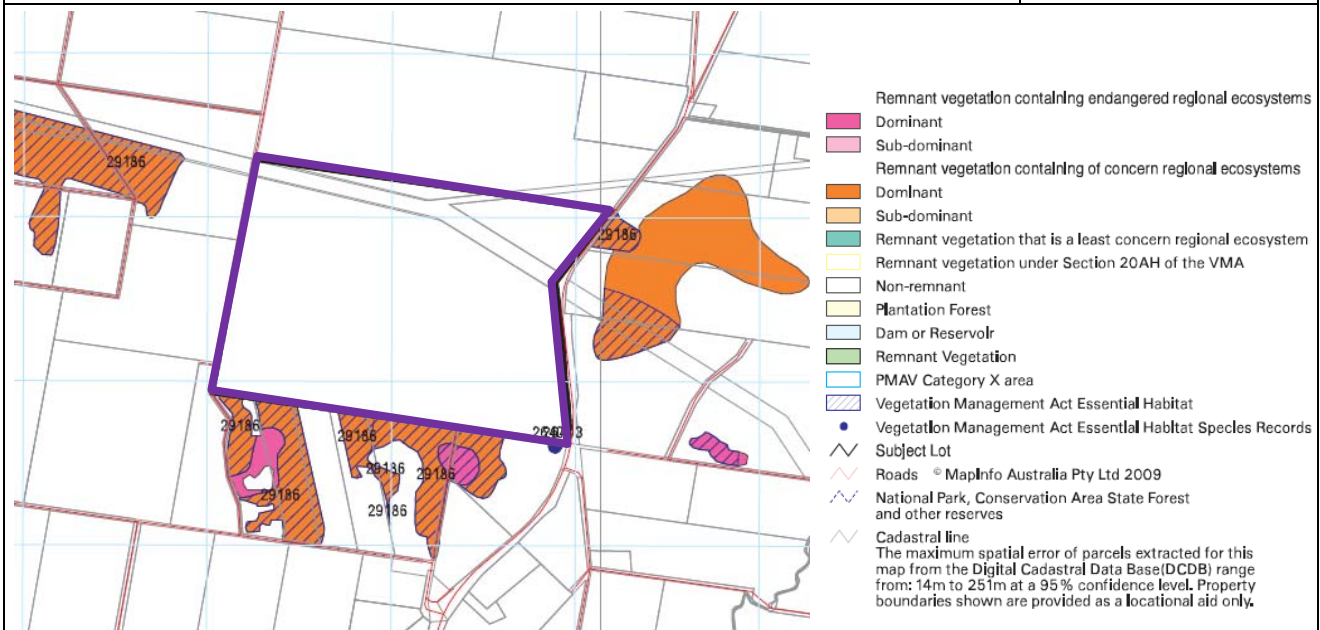 29186
29186
29186
29186
29186
29186
29186
29186
Remnant vegetation containing endangered regional ecosystems
Dominant
Sub-dominant
Remnant vegetation containing of concern regional ecosystems
Dominant
Sub-dominant
Remnant vegetation that is a least concern regional ecosystem
Remnant vegetation under Section 20AH of the VMA
Non-remnant
Plantation Forest
Dam or Reservoir
Remnant Vegetation
PMAV Category X area
Vegetation Management Act Essential Habitat
Vegetation Management Act Essential Habitat Species Records
Subject Lot
Roads © MapInfo Australia Pty Ltd 2009
National Park, Conservation Area State Forest
and other reserves
Cadastral line
The maximum spatial error of parcels extracted for this
map from the Digital Cadastral Data Base(DCDB) range
from: 14m to 251m at a 95% confidence level. Property
boundaries shown are provided as a locational aid only.